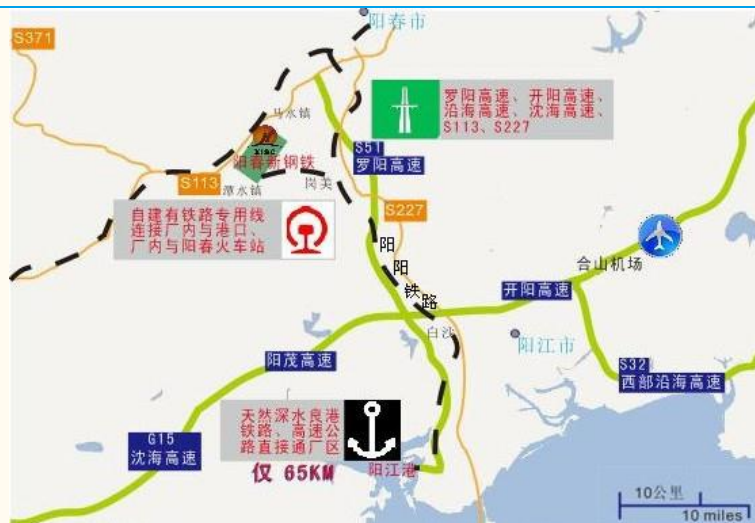 阳春市
S371
罗阳高速、开阳高速、
沿海高速、沈海高速、
S113、S227
马水镇
XISC
阳春新钢铁
S51
罗阳高速
S113
潭水镇
岗美
S227
自建有铁路专用线
连接厂内与港口、
厂内与阳春火车站
阳阳铁路
合山机场
开阳高速
白沙
阳江市
阳茂高速
S32
西部沿海高速
天然深水良港
铁路、高速公
路直接通厂区
仅 65KM
阳江港
G15
沈海高速
10公里
10 miles